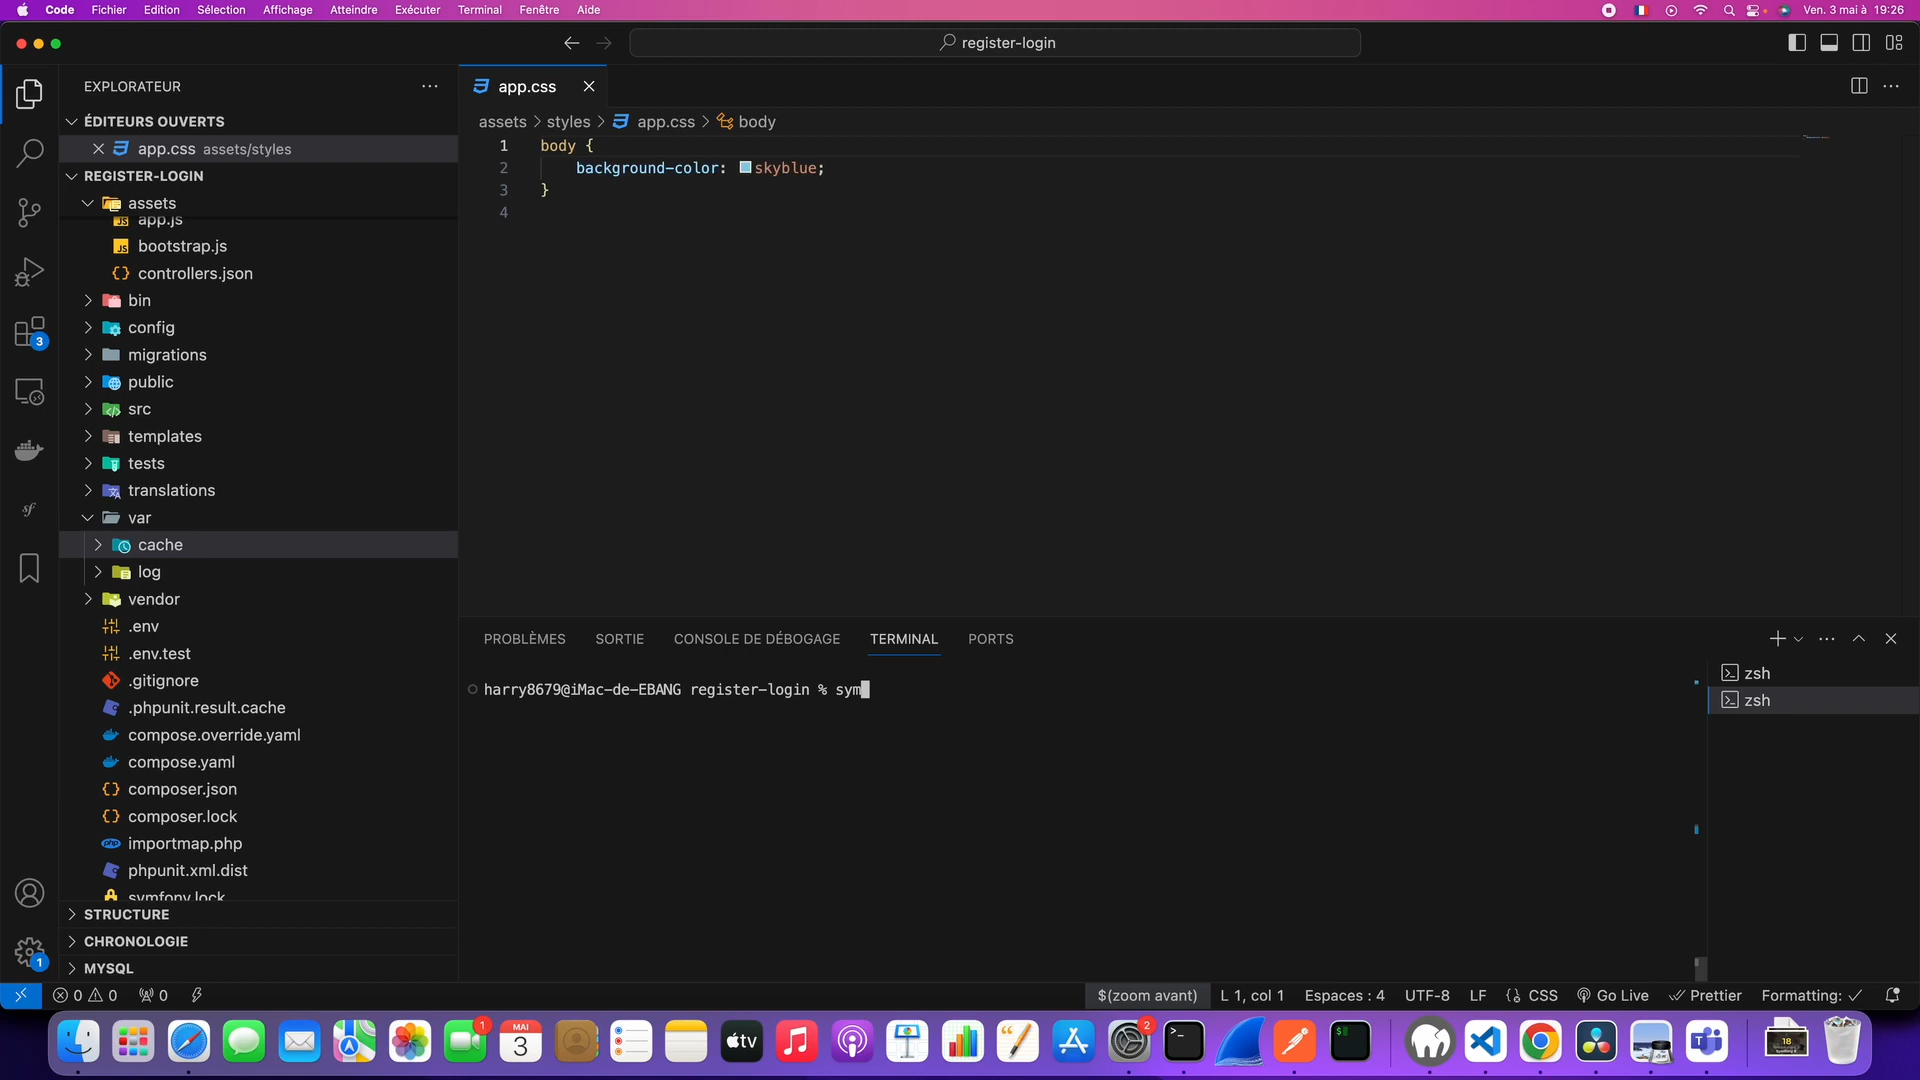 Code Fichier Edition Sélection Affichage Atteindre Exécuter Terminal Fenêtre Aide Ven. 3 mai à 19:26
register-login
EXPLORATEUR
ÉDITEURS OUVERTS
app.css assets/styles
REGISTER-LOGIN
assets
app.js
bootstrap.js
controllers.json
bin
config
migrations
public
src
templates
tests
translations
var
cache
log
vendor
.env
.env.test
.gitignore
.phpunit.result.cache
compose.override.yaml
compose.yaml
composer.json
composer.lock
importmap.php
phpunit.xml.dist
symfony.lock
STRUCTURE
CHRONOLOGIE
MYSQL
3
1
app.css
assets > styles > app.css > body
1 body {
2 background-color: skyblue;
3 }
4
PROBLÈMES SORTIE CONSOLE DE DÉBOGAGE TERMINAL PORTS
harry8679@iMac-de-EBANG register-login % sym
zsh
zsh
0 0 0 $(zoom avant) L 1, col 1 Espaces : 4 UTF-8 LF CSS Go Live Prettier Formatting:
1 MAI 3 tv 2 18